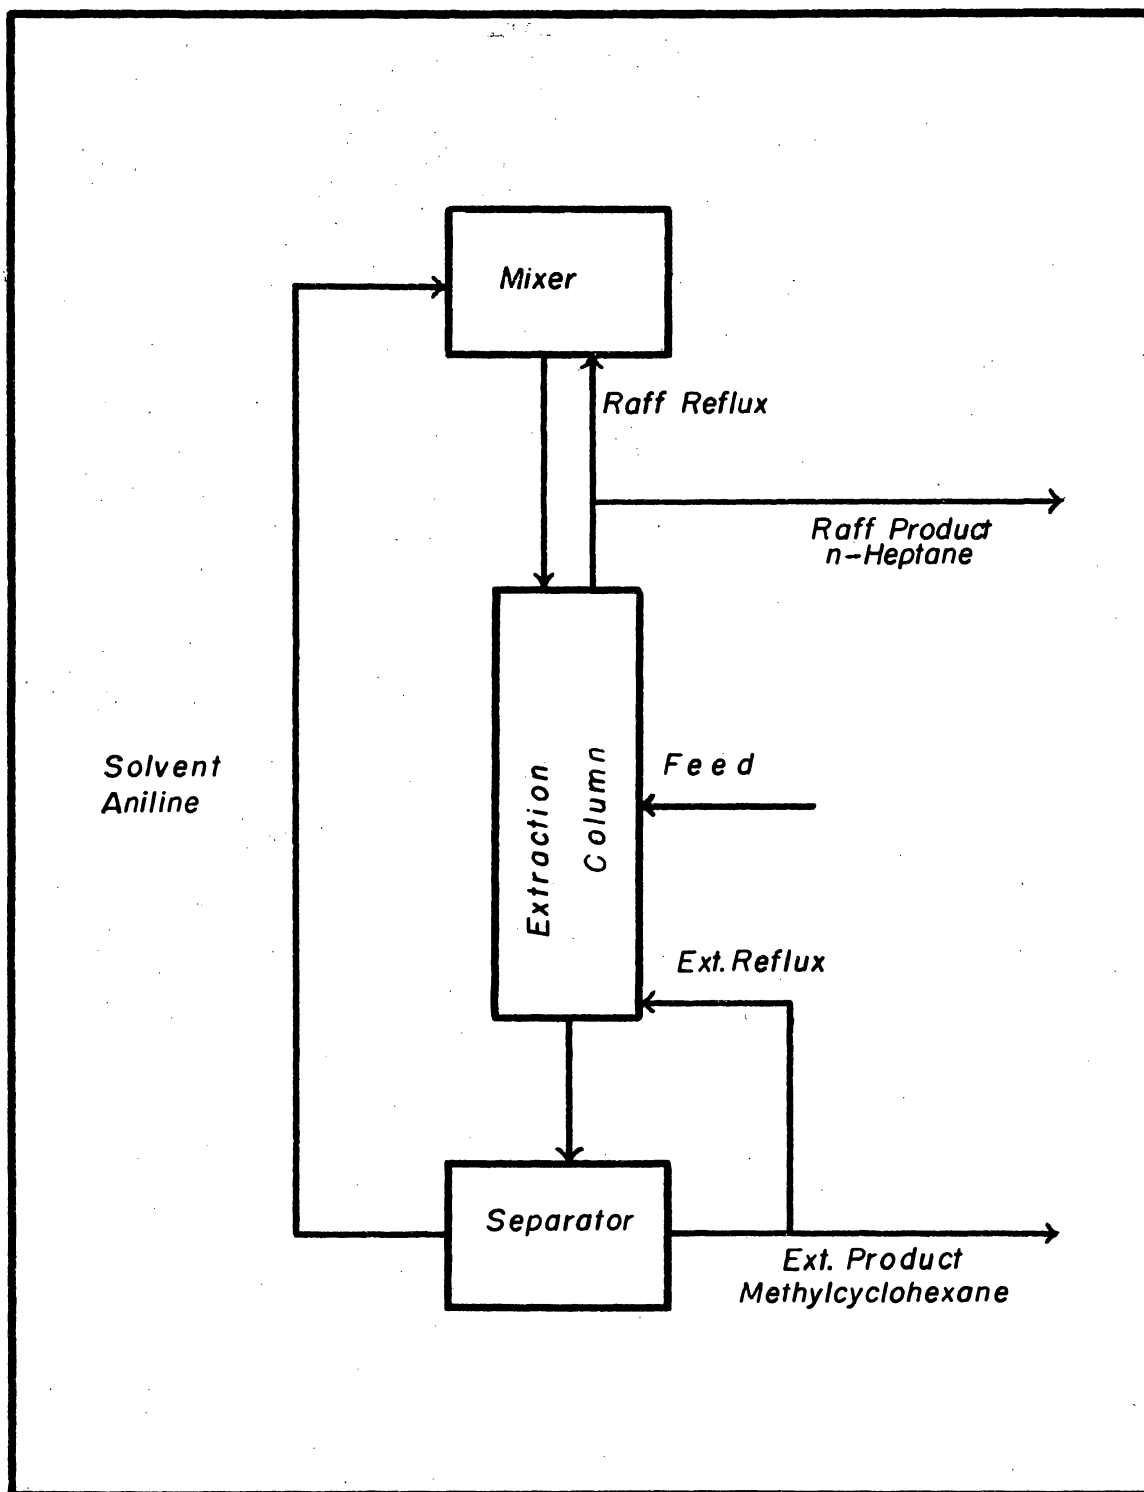 Mixer
Raff Reflux
Raff Product
n-Heptane
Solvent
Aniline
Feed
Extraction
Column
Ext. Reflux
Separator
Ext. Product
Methylcyclohexane